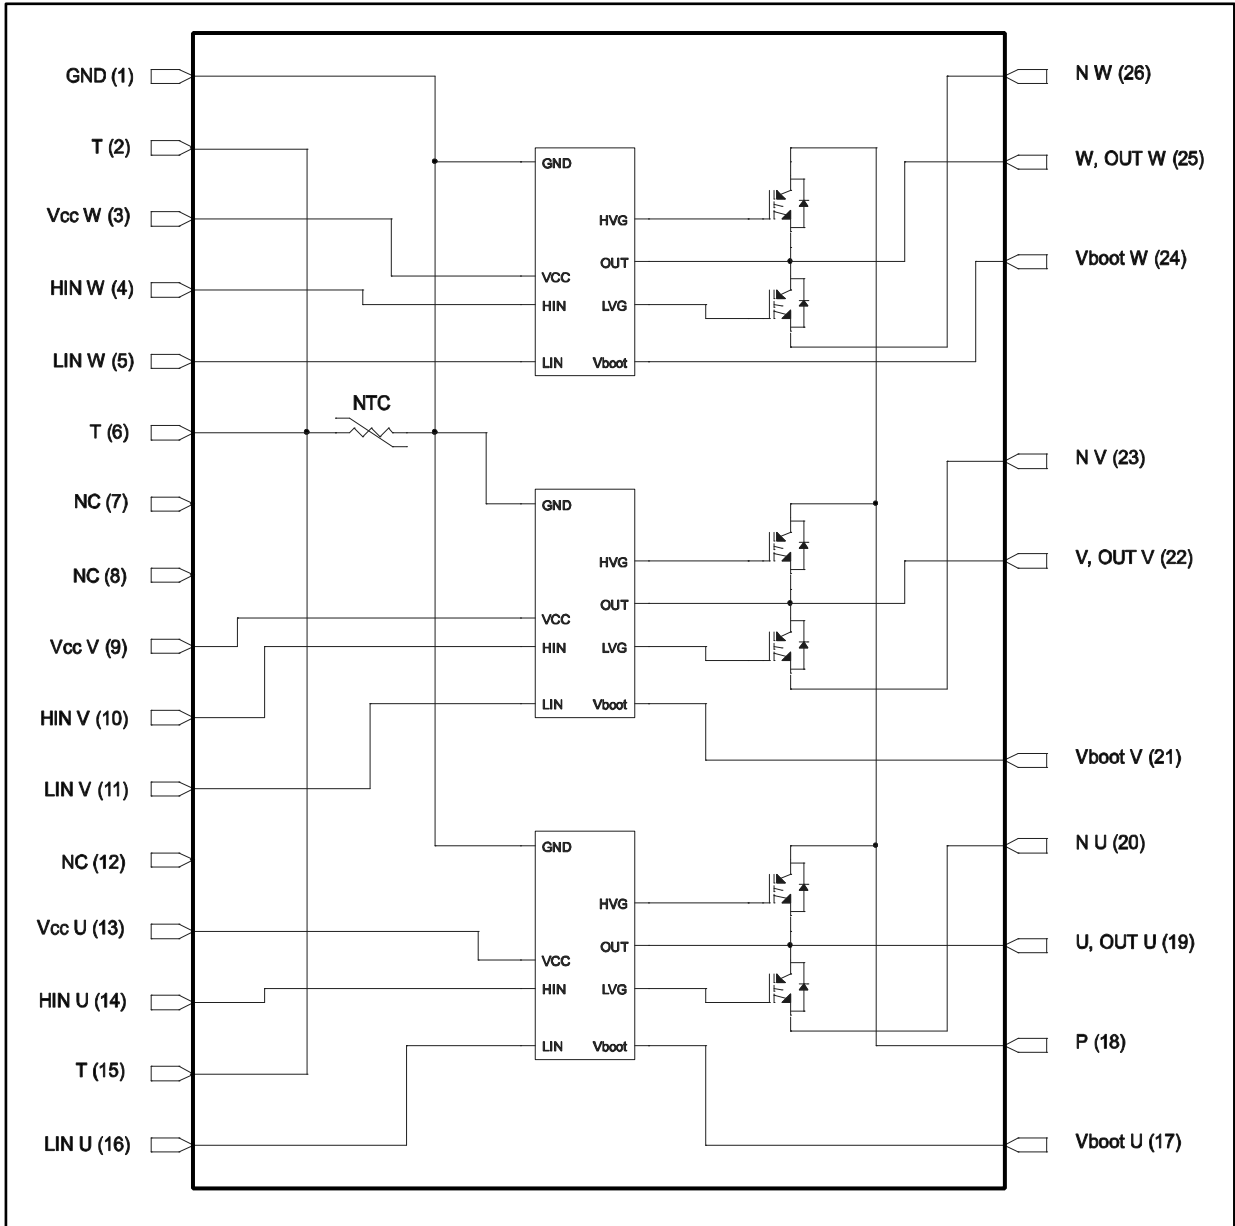 GND (1)
T (2)
Vcc W (3)
HIN W (4)
LIN W (5)
T (6)
NC (7)
NC (8)
Vcc V (9)
HIN V (10)
LIN V (11)
NC (12)
Vcc U (13)
HIN U (14)
T (15)
LIN U (16)
NTC
GND
HVG
OUT
VCC
HIN
LVG
LIN
Vboot
GND
HVG
OUT
VCC
HIN
LVG
LIN
Vboot
GND
HVG
OUT
VCC
HIN
LVG
LIN
Vboot
N W (26)
W, OUT W (25)
Vboot W (24)
N V (23)
V, OUT V (22)
Vboot V (21)
N U (20)
U, OUT U (19)
P (18)
Vboot U (17)